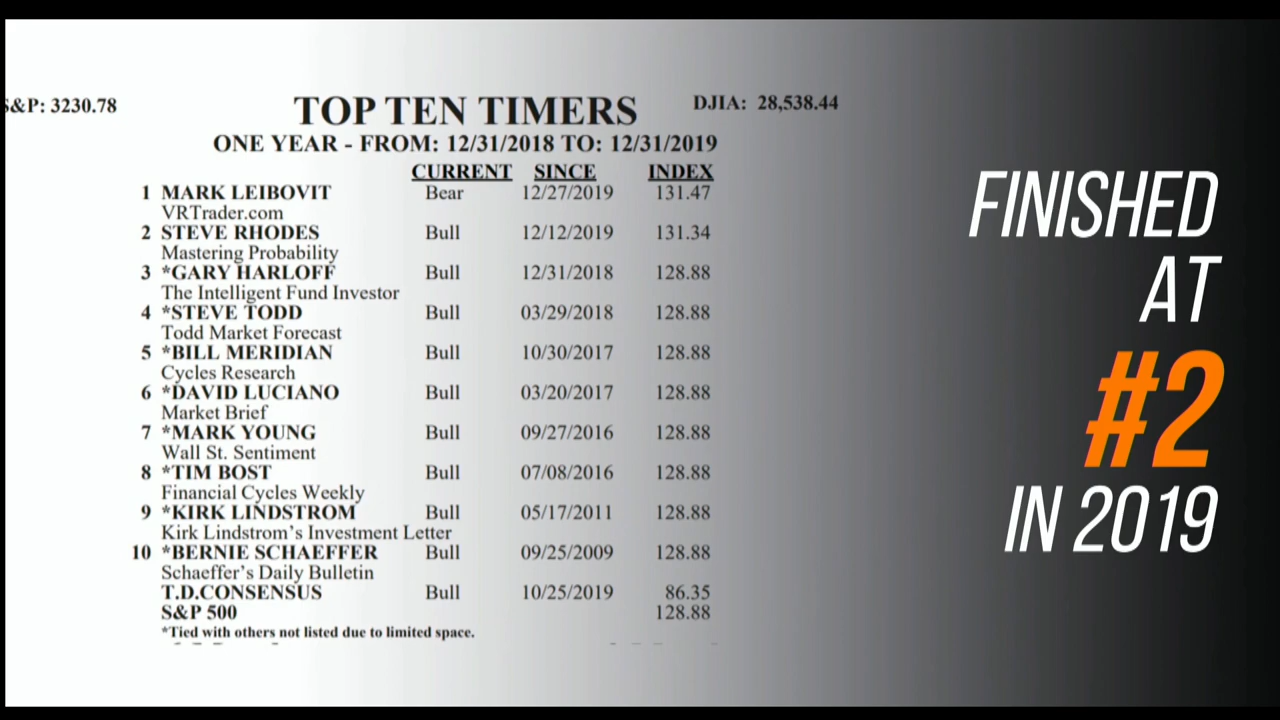 S&P: 3230.78
TOP TEN TIMERS
DJIA: 28,538.44
ONE YEAR - FROM: 12/31/2018 TO: 12/31/2019
CURRENT SINCE INDEX
1 MARK LEIBOVIT Bear 12/27/2019 131.47
VRTrader.com
2 STEVE RHODES Bull 12/12/2019 131.34
Mastering Probability
3 *GARY HARLOFF Bull 12/31/2018 128.88
The Intelligent Fund Investor
4 *STEVE TODD Bull 03/29/2018 128.88
Todd Market Forecast
5 *BILL MERIDIAN Bull 10/30/2017 128.88
Cycles Research
6 *DAVID LUCIANO Bull 03/20/2017 128.88
Market Brief
7 *MARK YOUNG Bull 09/27/2016 128.88
Wall St. Sentiment
8 *TIM BOST Bull 07/08/2016 128.88
Financial Cycles Weekly
9 *KIRK LINDSTROM Bull 05/17/2011 128.88
Kirk Lindstrom's Investment Letter
10 *BERNIE SCHAEFFER Bull 09/25/2009 128.88
Schaeffer's Daily Bulletin
T.D.CONSENSUS Bull 10/25/2019 86.35
S&P 500 128.88
*Tied with others not listed due to limited space.
FINISHED
AT
#2
IN 2019